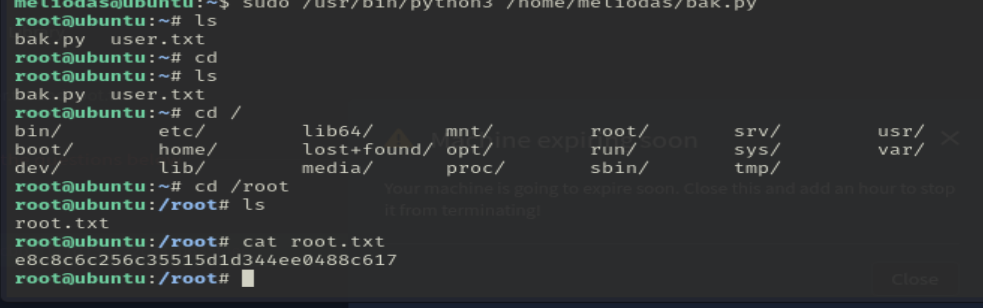 meliodas@ubuntu:~$ sudo /usr/bin/python3 /home/meliodas/bak.py
root@ubuntu:~# ls
bak.py  user.txt
root@ubuntu:~# cd
root@ubuntu:~# ls
bak.py  user.txt
root@ubuntu:~# cd /
bin/        etc/        lib64/       mnt/        root/       srv/        usr/
boot/       home/       lost+found/  opt/        run/        sys/        var/
dev/        lib/        media/       proc/       sbin/       tmp/
root@ubuntu:~# cd /root
root@ubuntu:/root# ls
root.txt
root@ubuntu:/root# cat root.txt
e8c8c6c256c35515d1d344ee0488c617
root@ubuntu:/root#
Machine expiring soon
Your machine is going to expire soon. Close this and add an hour to stop
it from terminating!
Close